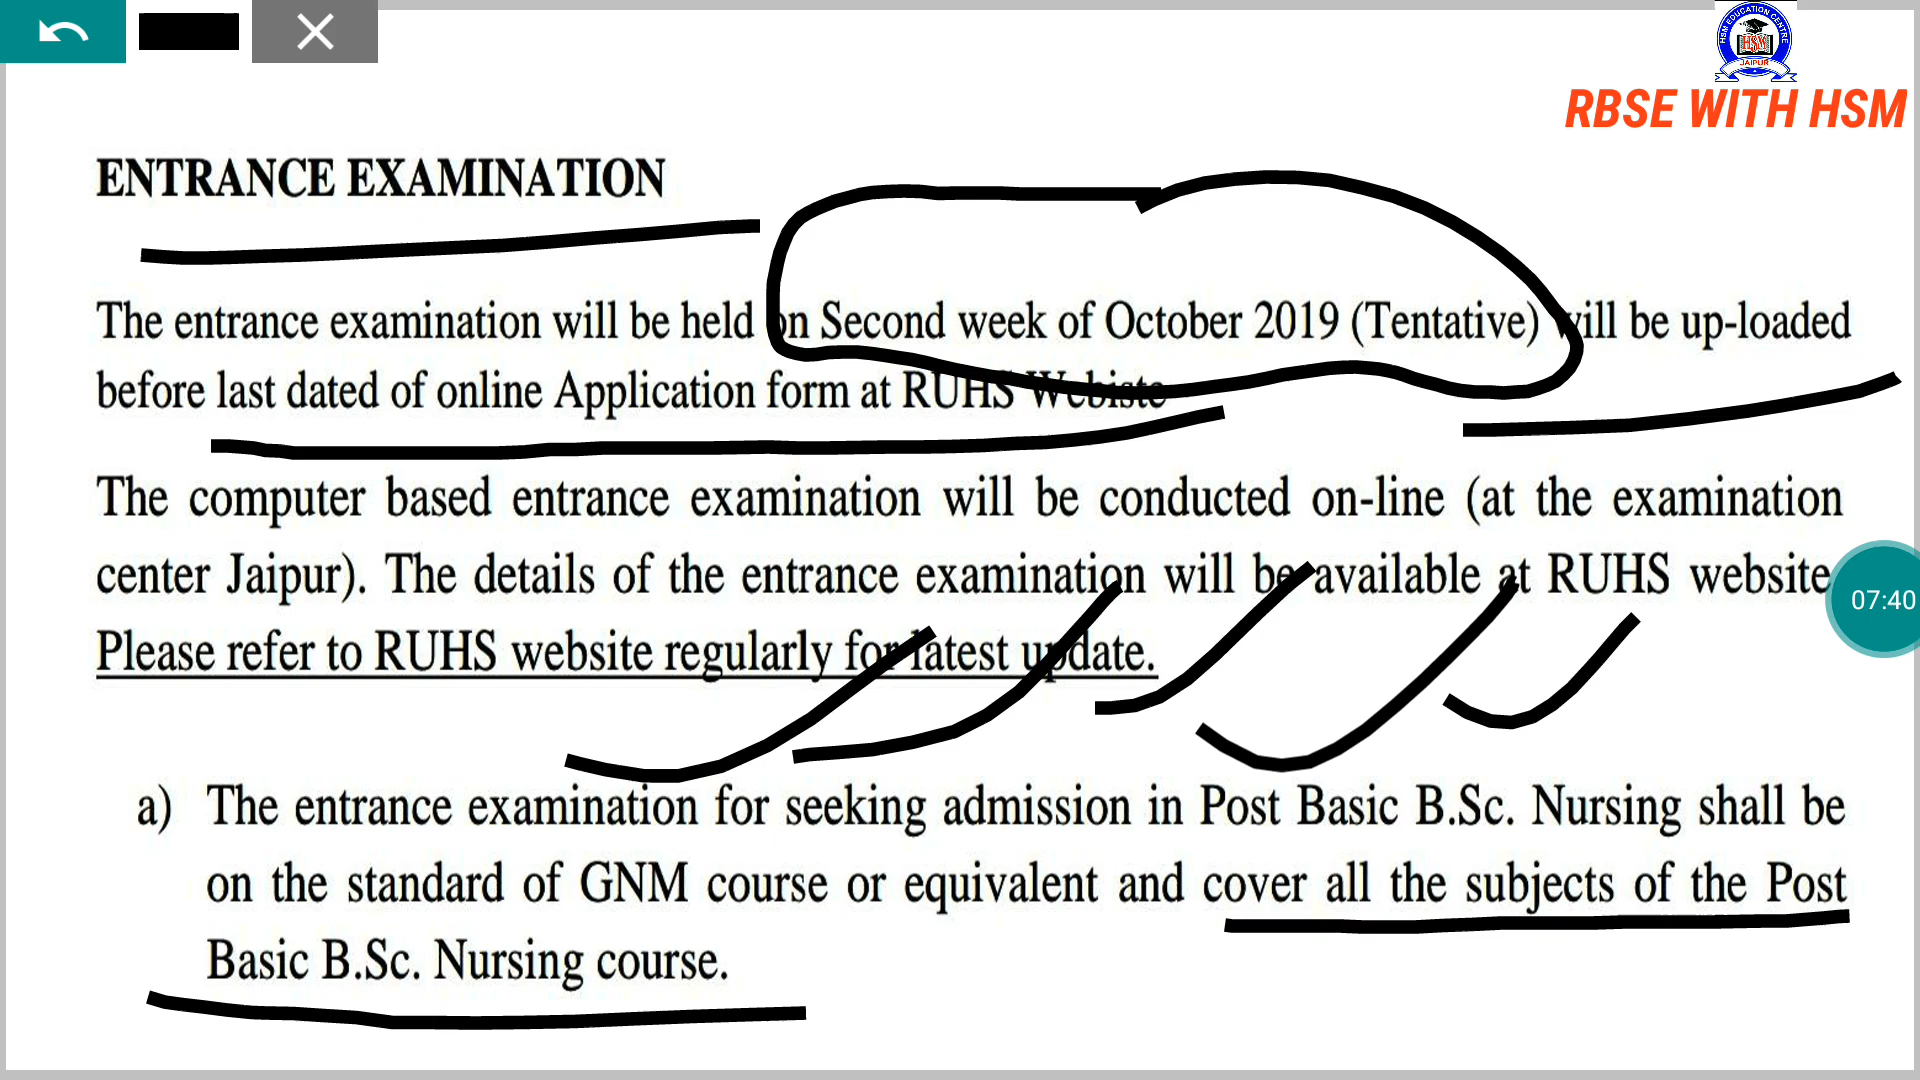 HSM EDUCATION CENTRE
HSM
JAIPUR
RBSE WITH HSM
ENTRANCE EXAMINATION
The entrance examination will be held on Second week of October 2019 (Tentative) will be up-loaded
before last dated of online Application form at RUHS Webiste
The computer based entrance examination will be conducted on-line (at the examination
center Jaipur). The details of the entrance examination will be available at RUHS website
07:40
Please refer to RUHS website regularly for latest update.
a) The entrance examination for seeking admission in Post Basic B.Sc. Nursing shall be
on the standard of GNM course or equivalent and cover all the subjects of the Post
Basic B.Sc. Nursing course.